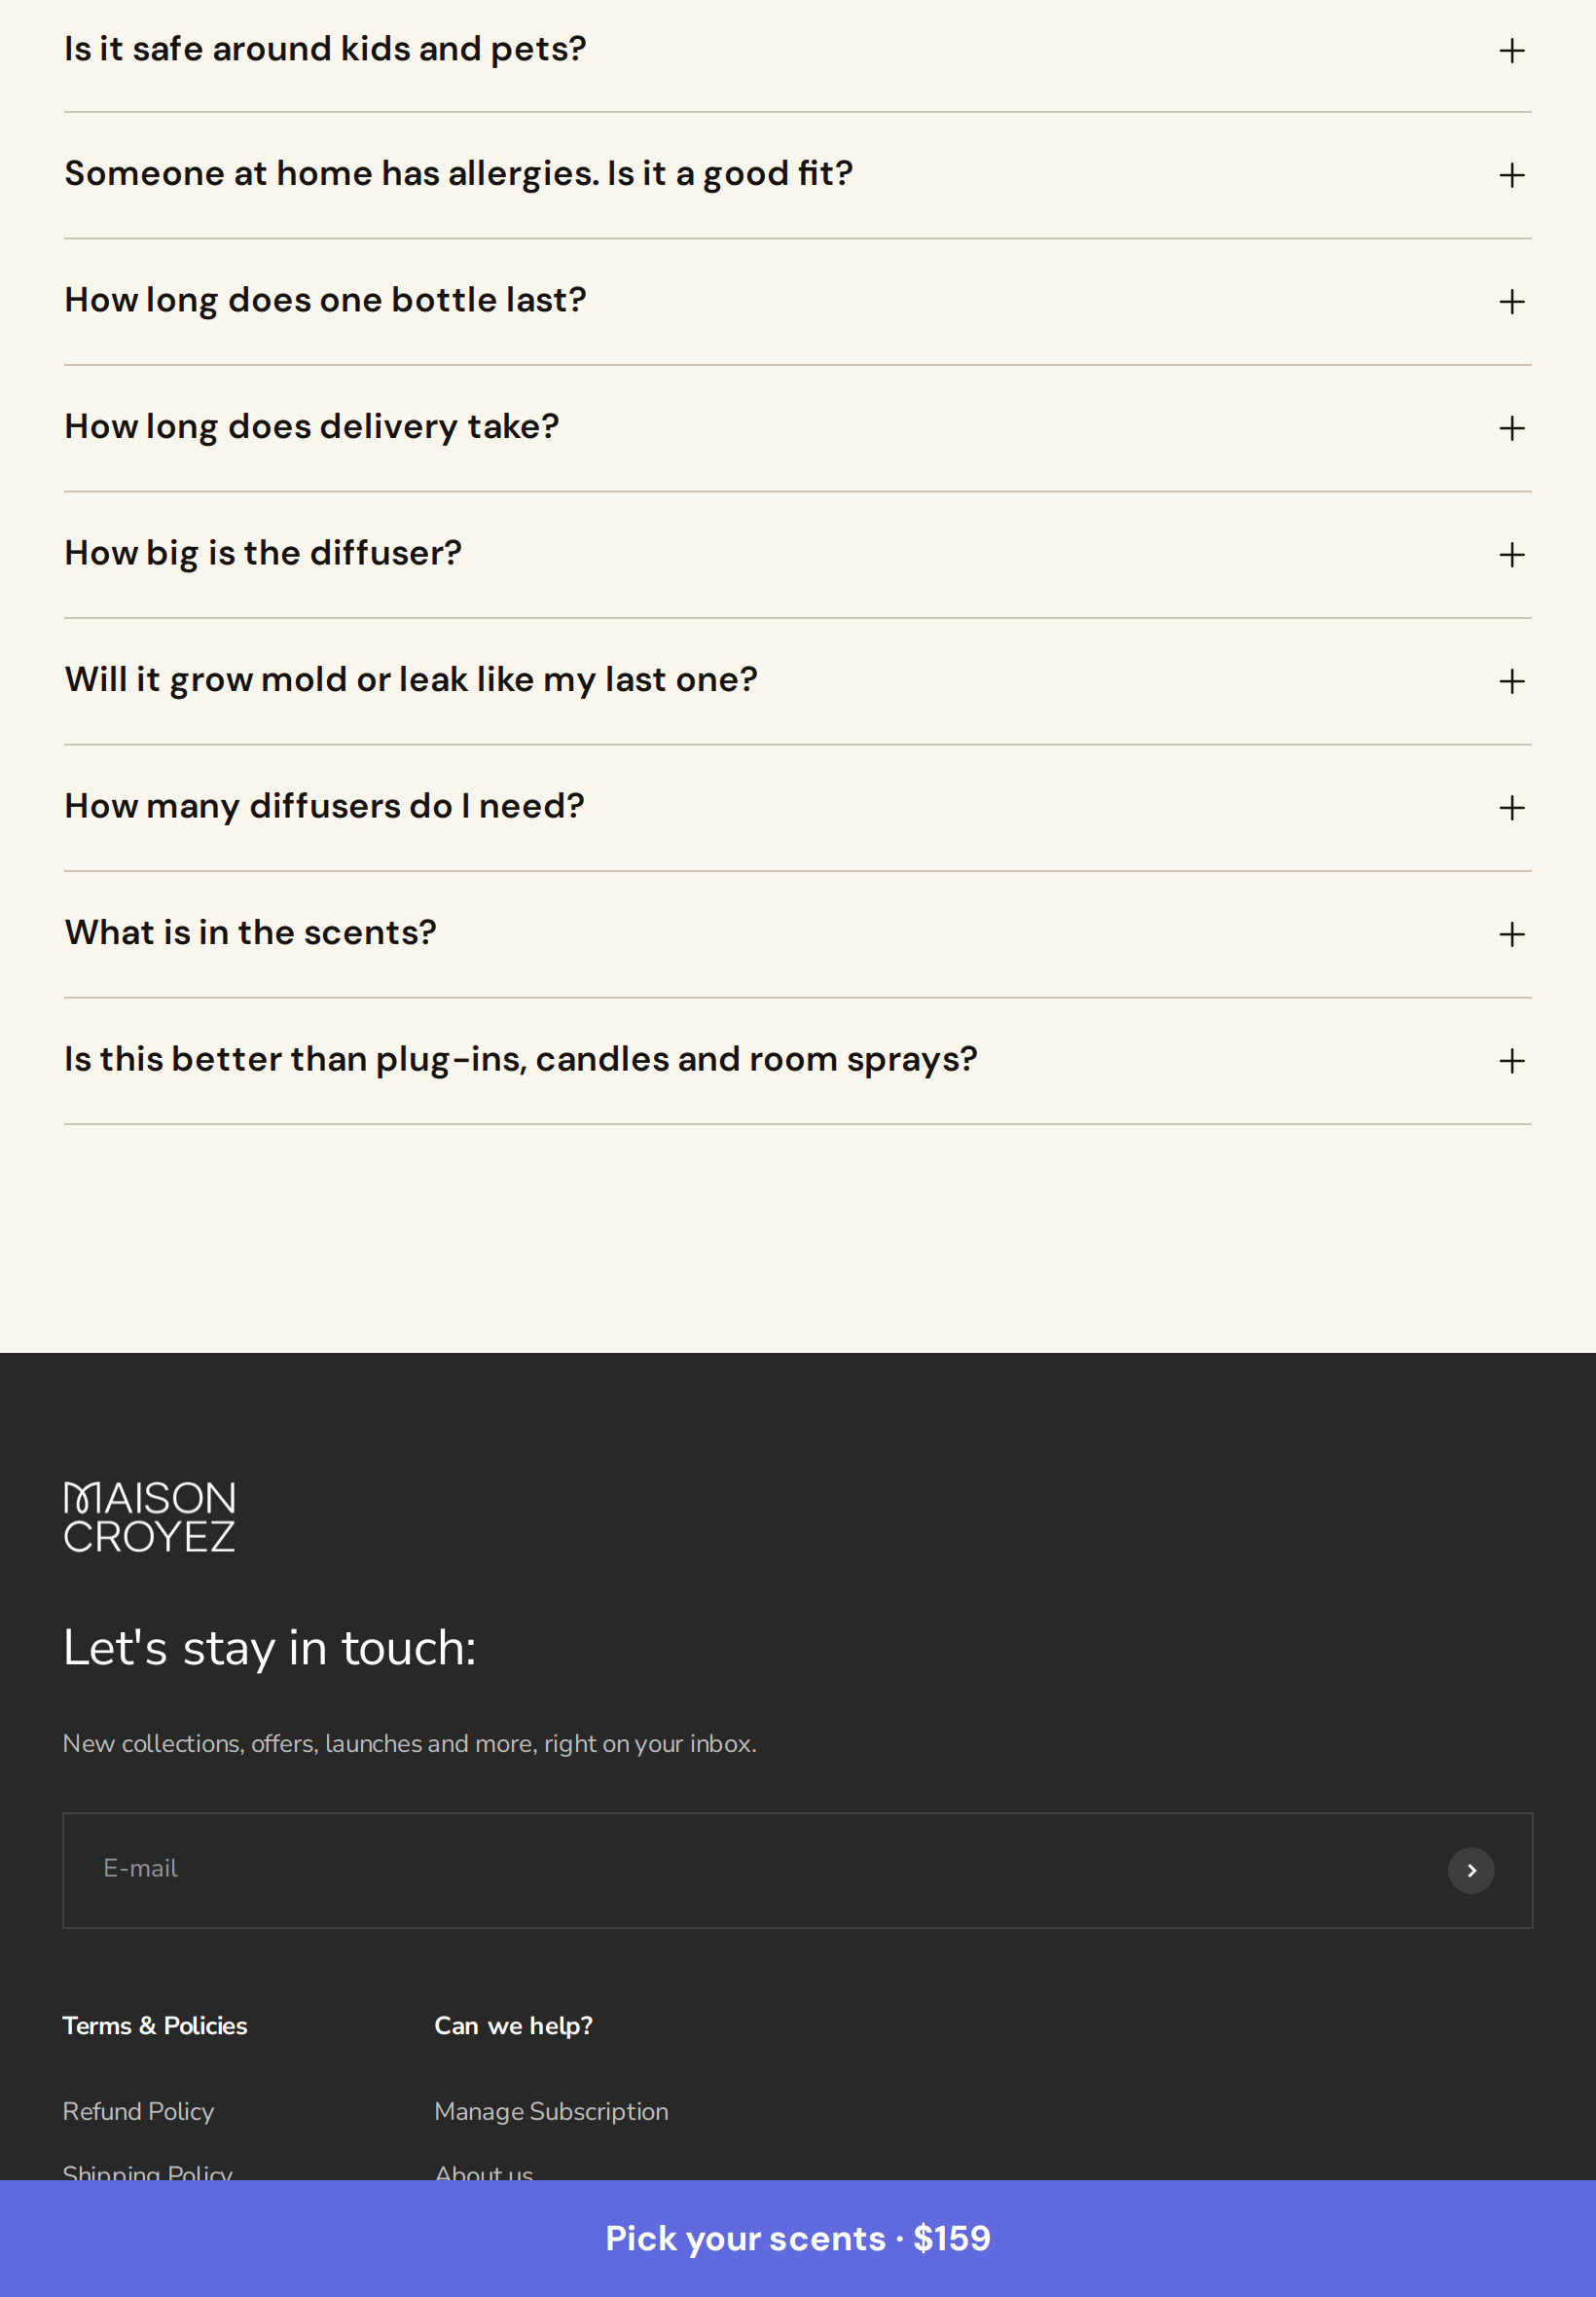 Is it safe around kids and pets?
Someone at home has allergies. Is it a good fit?
How long does one bottle last?
How long does delivery take?
How big is the diffuser?
Will it grow mold or leak like my last one?
How many diffusers do I need?
What is in the scents?
Is this better than plug-ins, candles and room sprays?
MAISON
CROYEZ
Let's stay in touch:
New collections, offers, launches and more, right on your inbox.
E-mail
Terms & Policies Can we help?
Refund Policy Manage Subscription
Shipping Policy About us
Pick your scents · $159